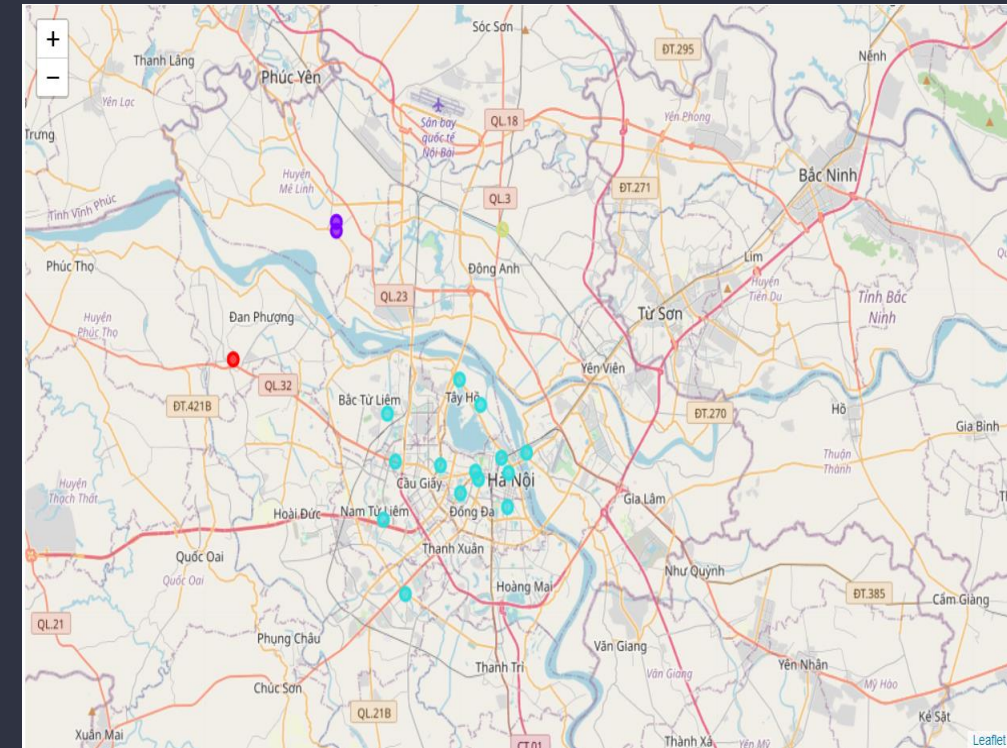 +
−
Sóc Sơn
ĐT.295
Nếnh
Thanh Lãng
Phúc Yên
Yên Lạc
Sân bay
quốc tế
Nội Bài
QL.18
Yên Phong
Trưng
Huyện
Mê Linh
QL.3
ĐT.271
Bắc Ninh
Tỉnh Vĩnh Phúc
Phúc Thọ
Đông Anh
Lim
Huyện
Tiên Du
QL.23
Tỉnh Bắc
Ninh
Từ Sơn
Huyện
Phúc Thọ
Đan Phượng
Yên Viên
QL.32
Bắc Từ Liêm
Tây Hồ
ĐT.421B
ĐT.270
Hồ
Gia Bình
Thuận
Thành
Cầu Giấy
Hà Nội
Huyện
Thạch Thất
Gia Lâm
Hoài Đức
Nam Từ Liêm
Đống Đa
Quốc Oai
Thanh Xuân
Quốc Oai
Như Quỳnh
Hoàng Mai
ĐT.385
Cẩm Giàng
QL.21
Phụng Châu
Văn Giang
Thanh Trì
Văn Giang
Yên Nhân
Chúc Sơn
Mỹ Hào
QL.21B
Kẻ Sặt
Xuân Mai
CT.01
Thành Xá
Yên Mỹ
Leaflet